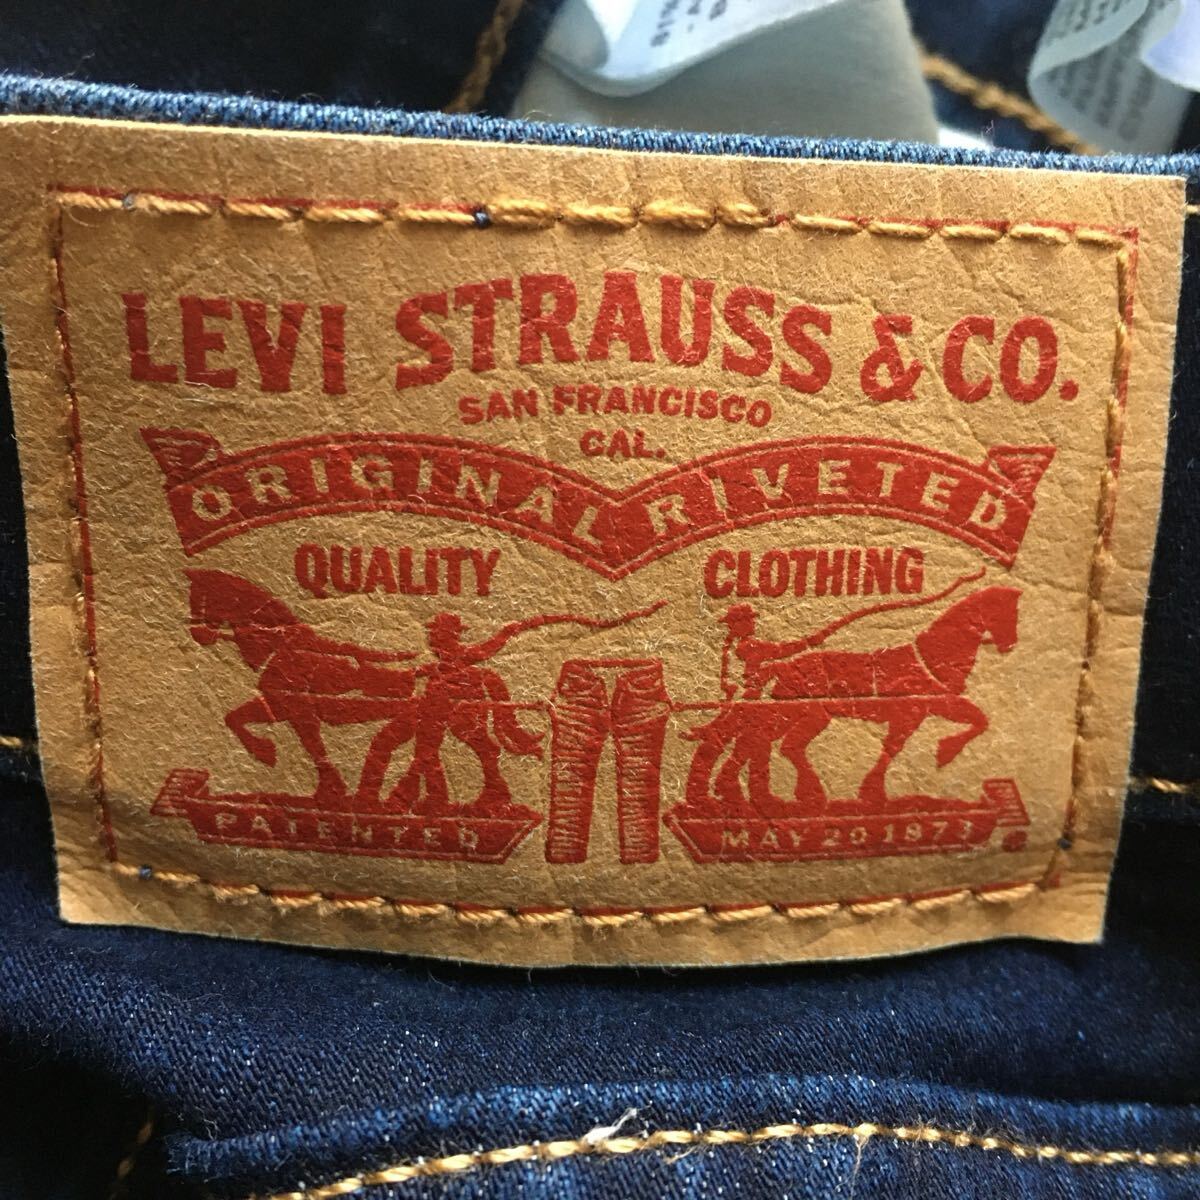 LEVI STRAUSS & CO.
SAN FRANCISCO
CAL.
ORIGINAL RIVETED
QUALITY CLOTHING
PATENTED MAY 20 1873